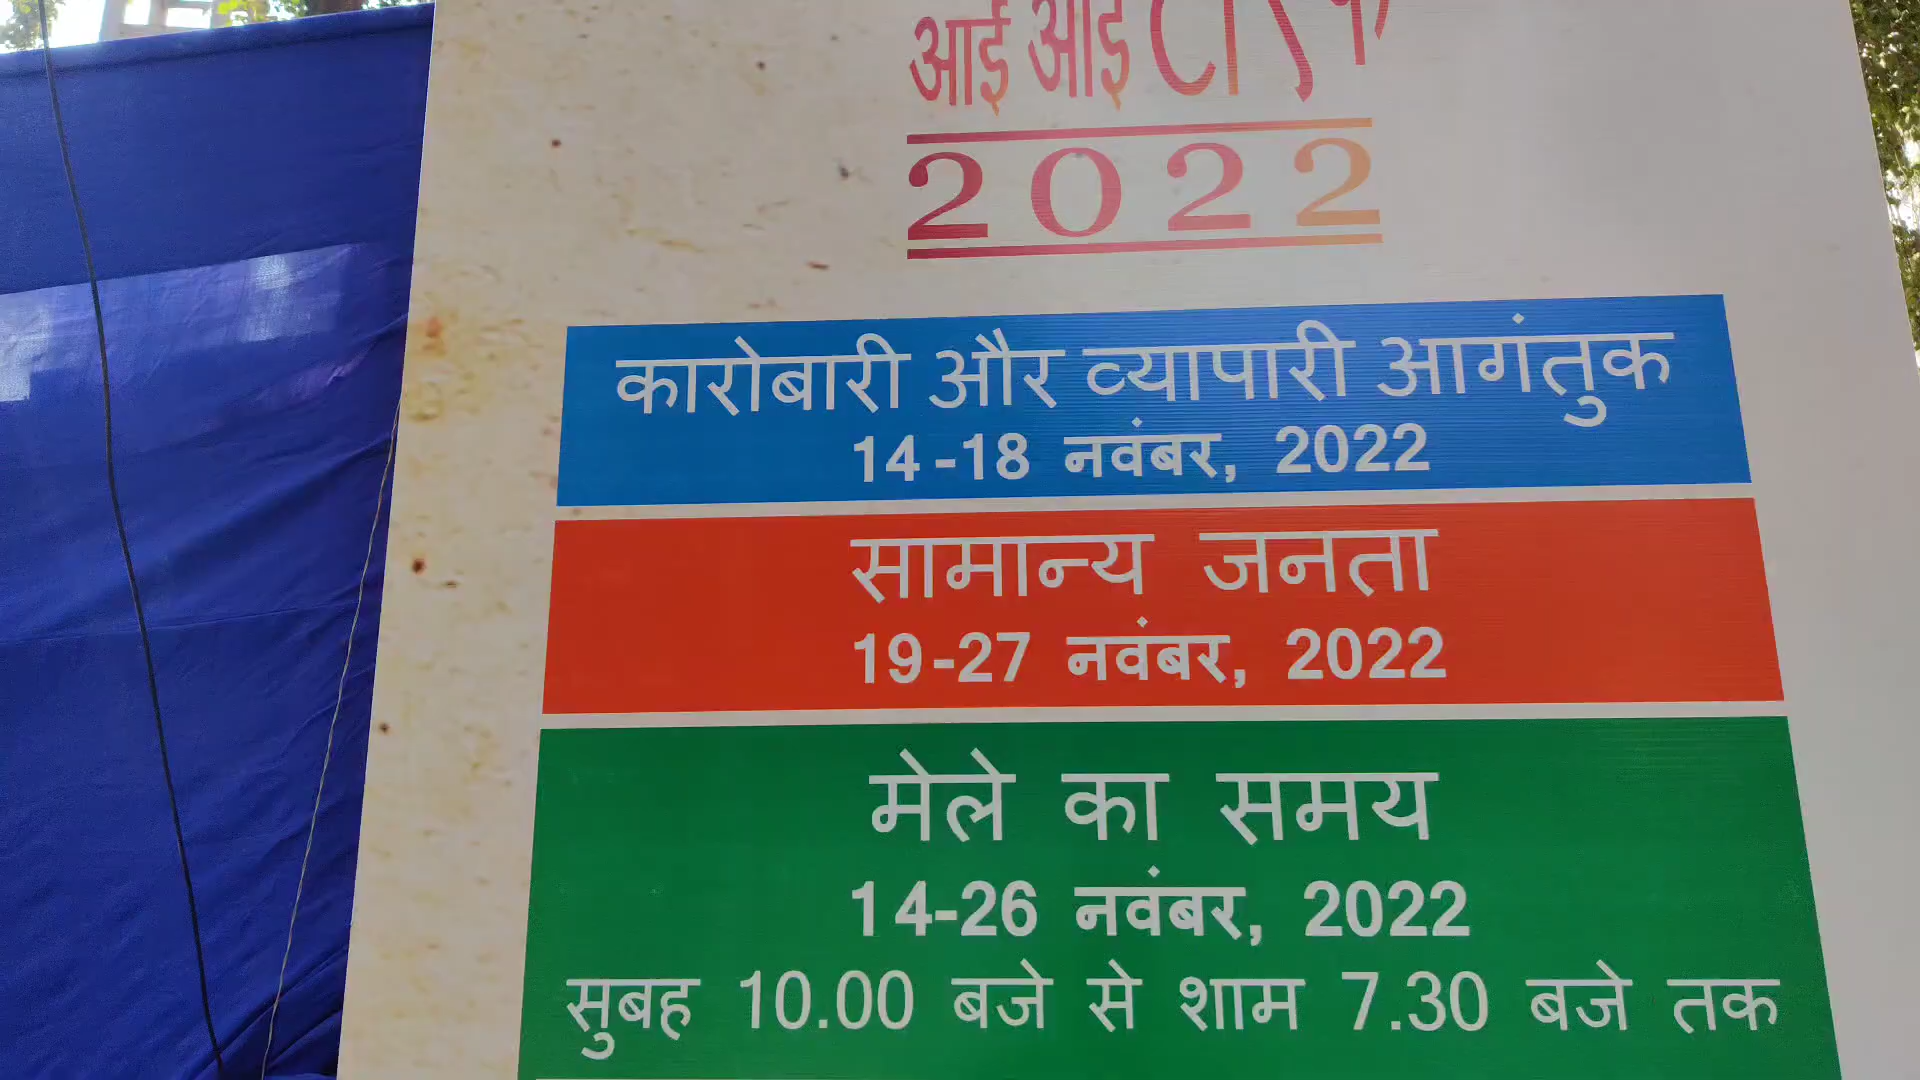 आई आई टी एफ
2022
कारोबारी और व्यापारी आगंतुक
14-18 नवंबर, 2022
सामान्य जनता
19-27 नवंबर, 2022
मेले का समय
14-26 नवंबर, 2022
सुबह 10.00 बजे से शाम 7.30 बजे तक